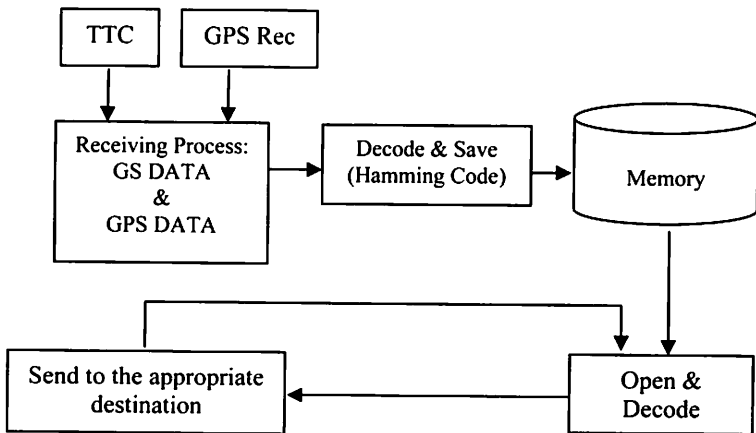 TTC
GPS Rec
Receiving Process:
GS DATA
&
GPS DATA
Decode & Save
(Hamming Code)
Memory
Send to the appropriate
destination
Open &
Decode